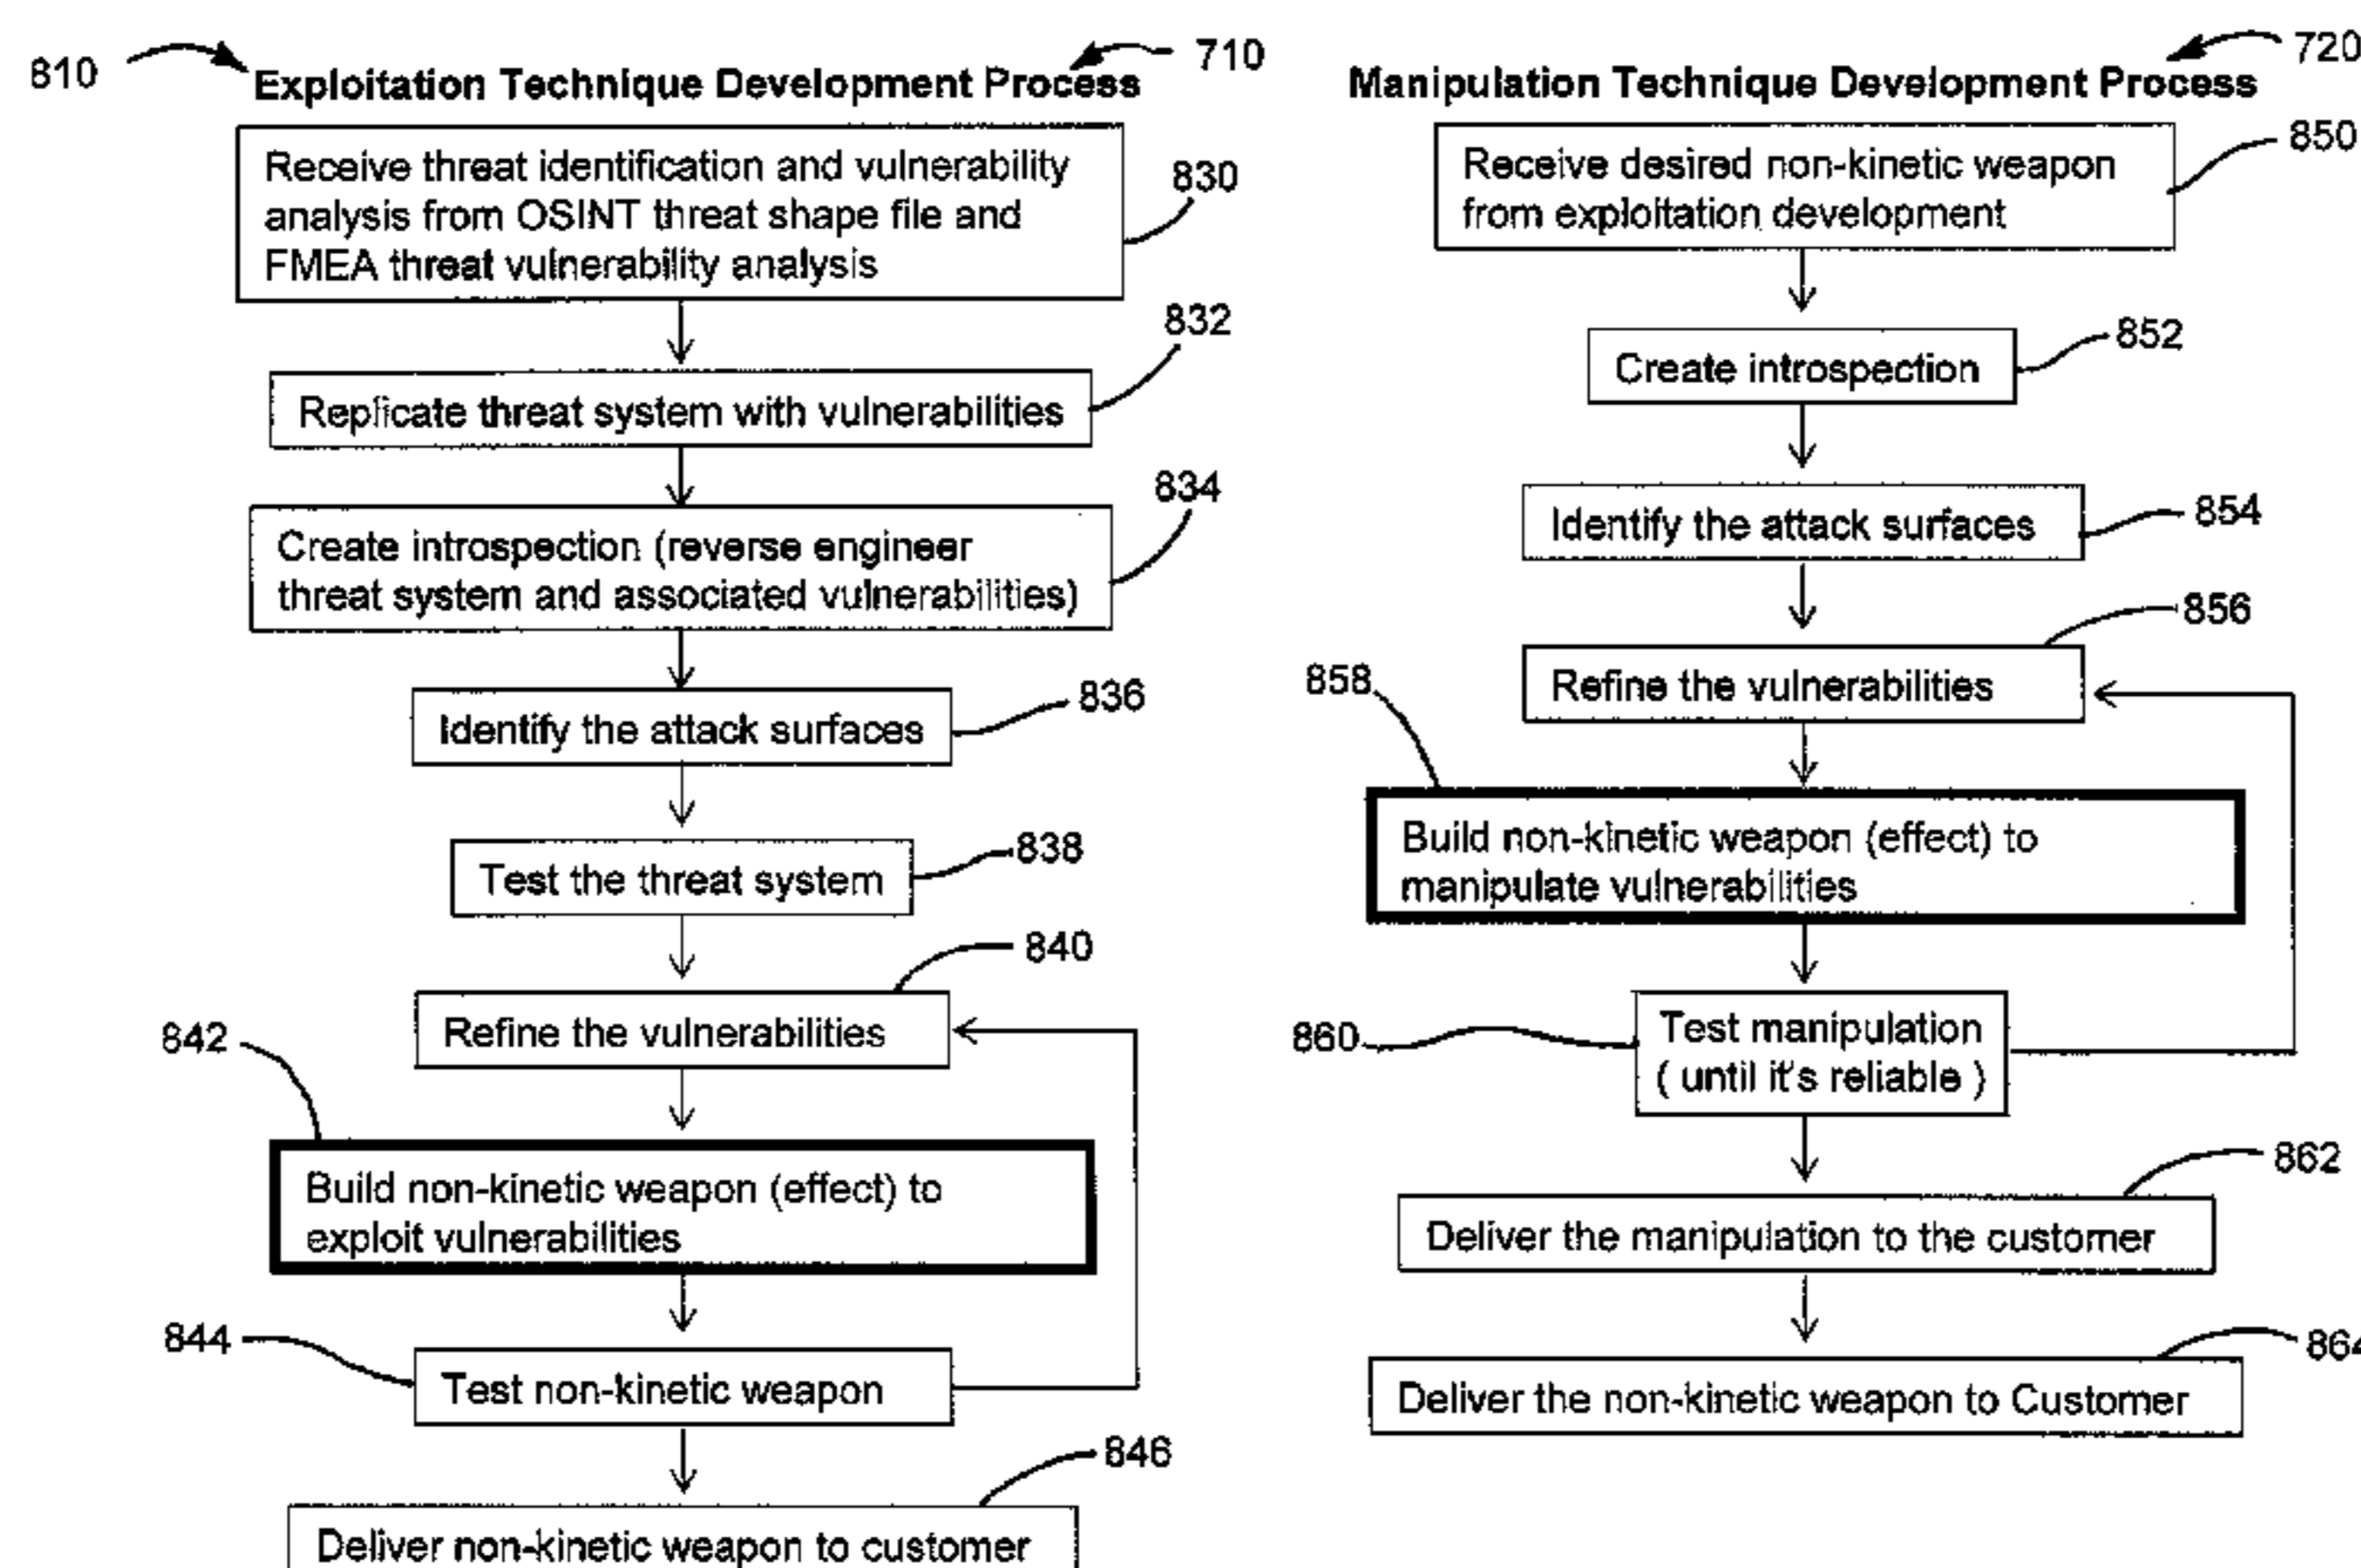 810
Exploitation Technique Development Process
710
Receive threat identification and vulnerability
analysis from OSINT threat shape file and
FMEA threat vulnerability analysis
830
Replicate threat system with vulnerabilities
832
Create introspection (reverse engineer
threat system and associated vulnerabilities)
834
Identify the attack surfaces
836
Test the threat system
838
Refine the vulnerabilities
840
842
Build non-kinetic weapon (effect) to
exploit vulnerabilities
844
Test non-kinetic weapon
846
Deliver non-kinetic weapon to customer
Manipulation Technique Development Process
720
Receive desired non-kinetic weapon
from exploitation development
850
Create introspection
852
Identify the attack surfaces
854
Refine the vulnerabilities
856
858
Build non-kinetic weapon (effect) to
manipulate vulnerabilities
860
Test manipulation
( until it's reliable )
862
Deliver the manipulation to the customer
864
Deliver the non-kinetic weapon to Customer